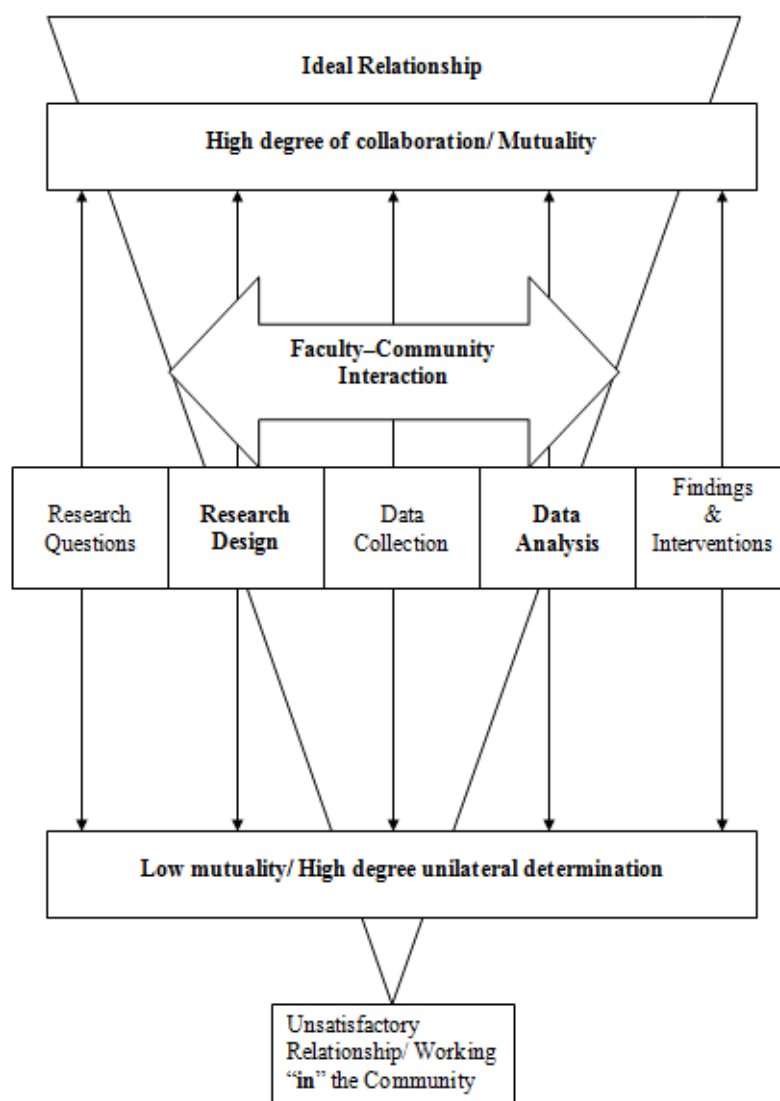 Ideal Relationship
High degree of collaboration/ Mutuality
Faculty–Community
Interaction
Research
Questions
Research
Design
Data
Collection
Data
Analysis
Findings
&
Interventions
Low mutuality/ High degree unilateral determination
Unsatisfactory
Relationship/ Working
“in” the Community